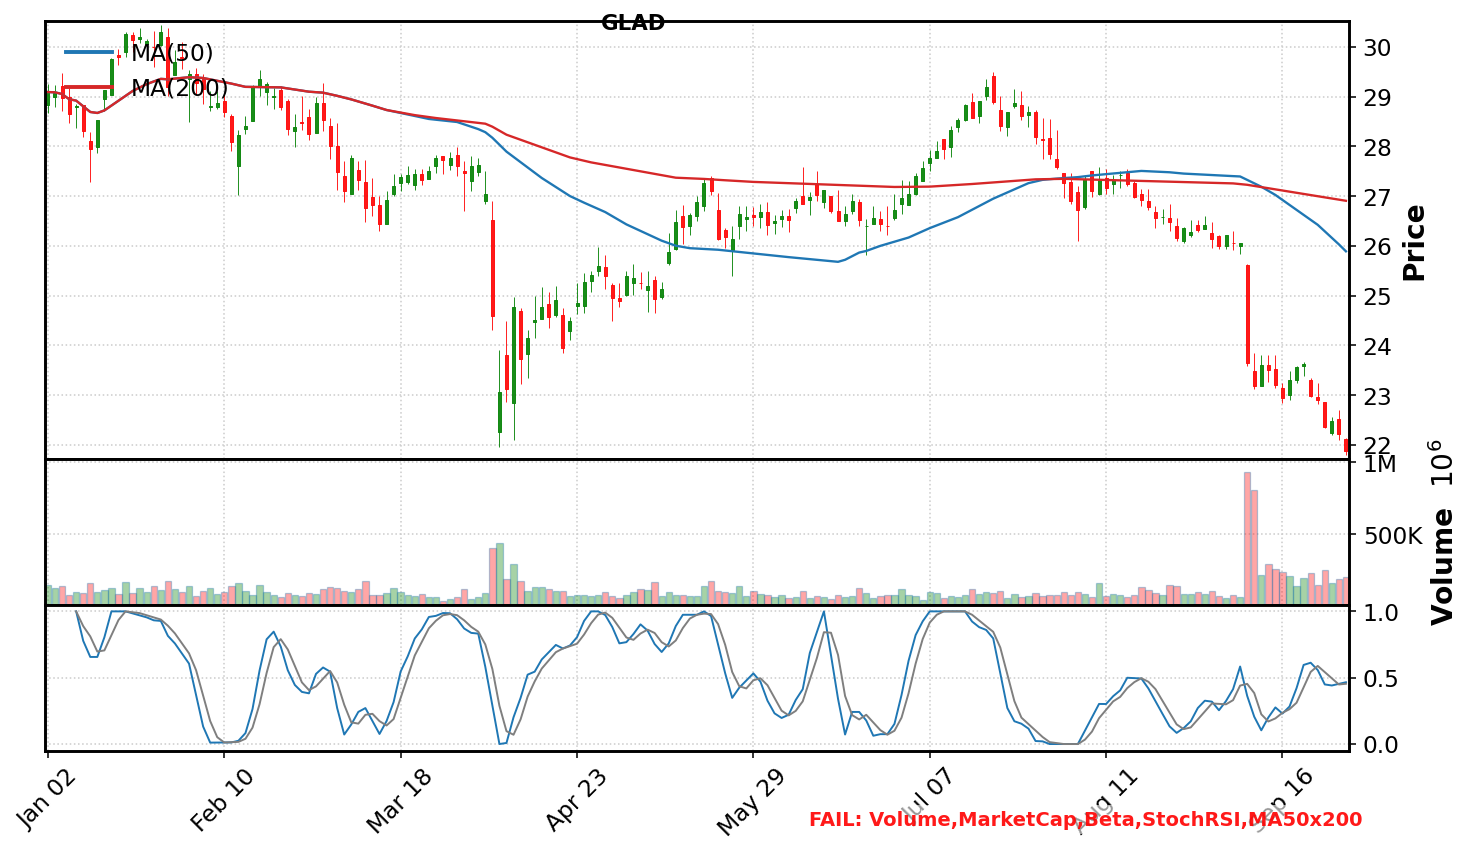 GLAD
MA(50)
MA(200)
30
29
28
27
26
25
24
23
22
Price
1M
500K
Volume 10^6
1.0
0.5
0.0
Jan 02
Feb 10
Mar 18
Apr 23
May 29
Jul 07
Aug 11
Sep 16
FAIL: Volume,MarketCap,Beta,StochRSI,MA50x200